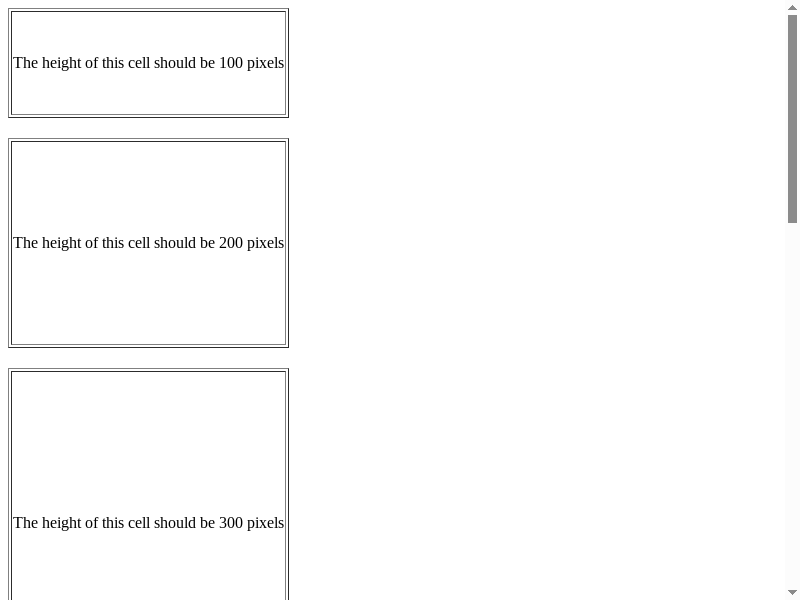 The height of this cell should be 100 pixels
The height of this cell should be 200 pixels
The height of this cell should be 300 pixels